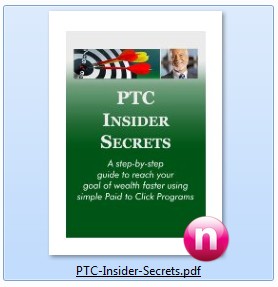 PTC
INSIDER
SECRETS
A step-by-step
guide to reach your
goal of wealth faster using
simple Paid to Click Programs
n
PTC-Insider-Secrets.pdf